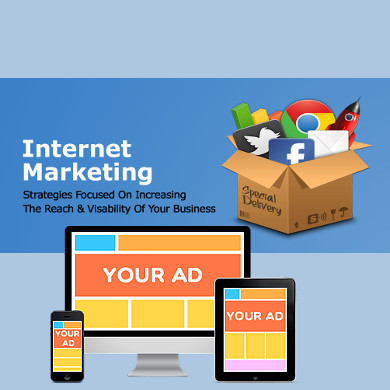 Internet
Marketing
Strategies Focused On Increasing
The Reach & Visability Of Your Business
Special
Delivery
YOUR AD
YOUR AD
YOUR
AD